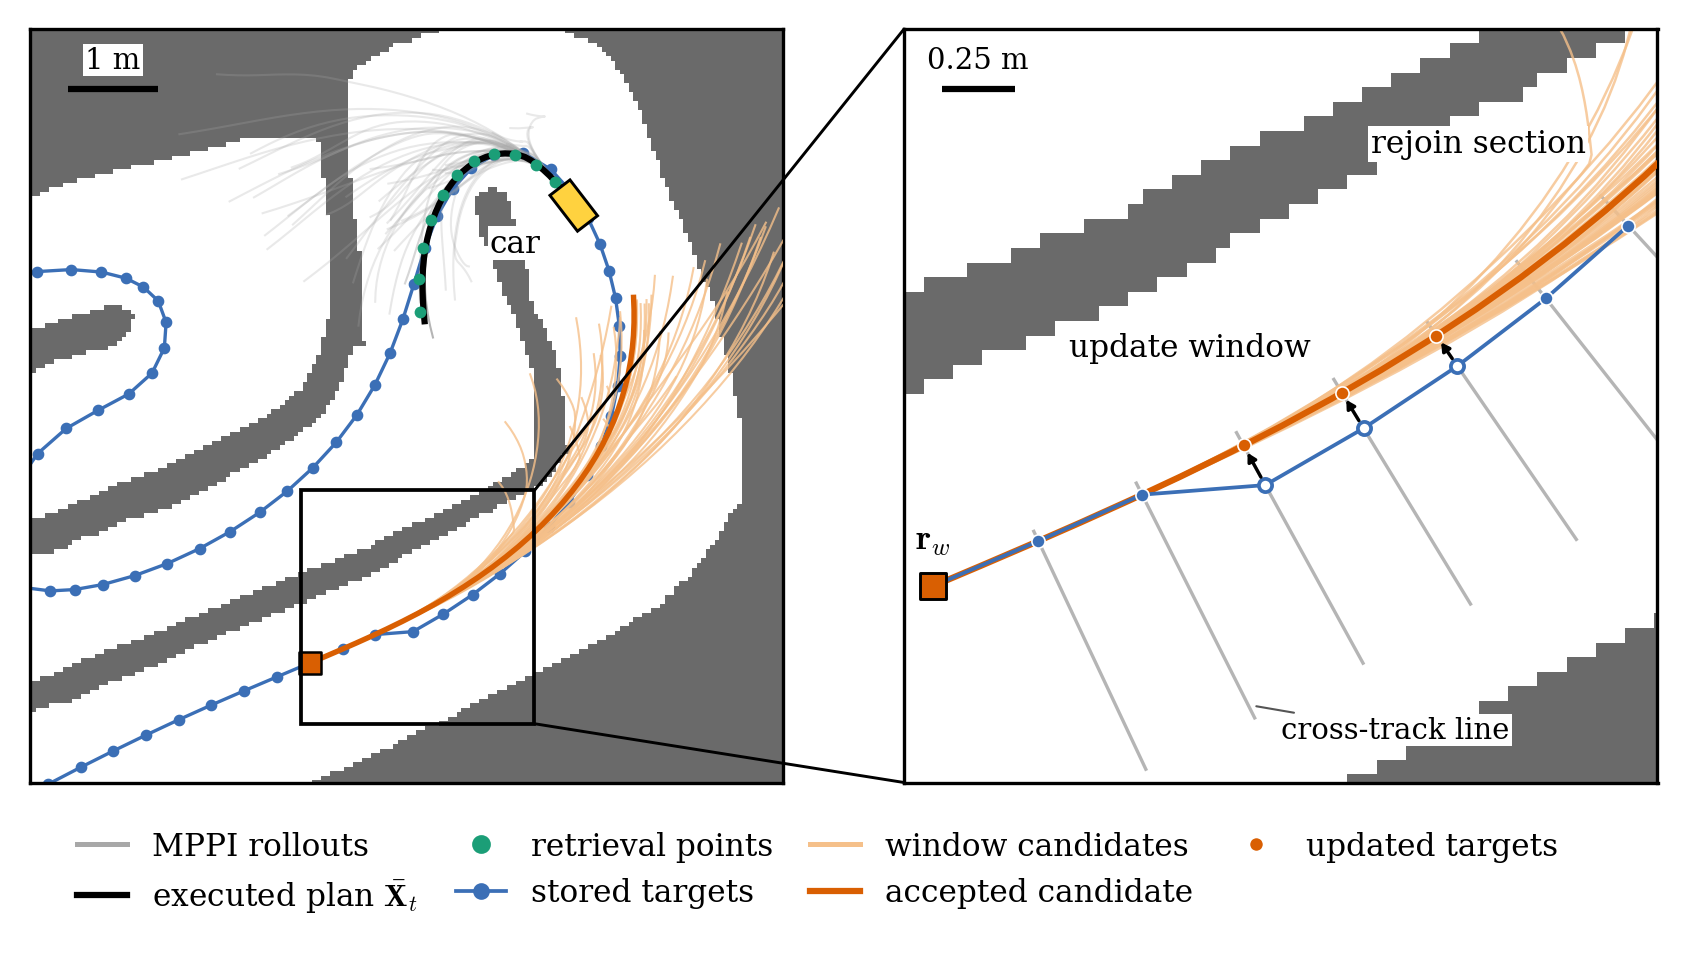 1 m
car
0.25 m
rejoin section
update window
r_w
cross-track line
MPPI rollouts
executed plan X̄_t
retrieval points
stored targets
window candidates
accepted candidate
updated targets